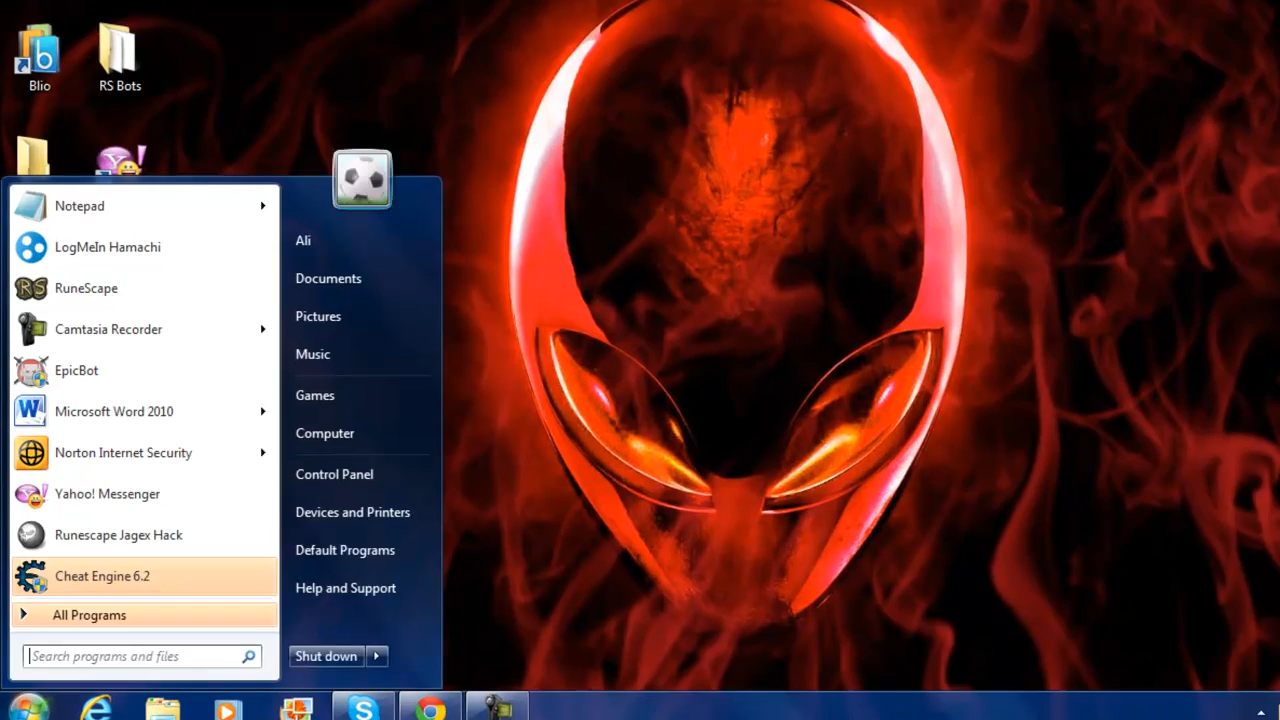 Blio
RS Bots
Notepad
LogMeIn Hamachi
RuneScape
Camtasia Recorder
EpicBot
Microsoft Word 2010
Norton Internet Security
Yahoo! Messenger
Runescape Jagex Hack
Cheat Engine 6.2
All Programs
Search programs and files
Ali
Documents
Pictures
Music
Games
Computer
Control Panel
Devices and Printers
Default Programs
Help and Support
Shut down